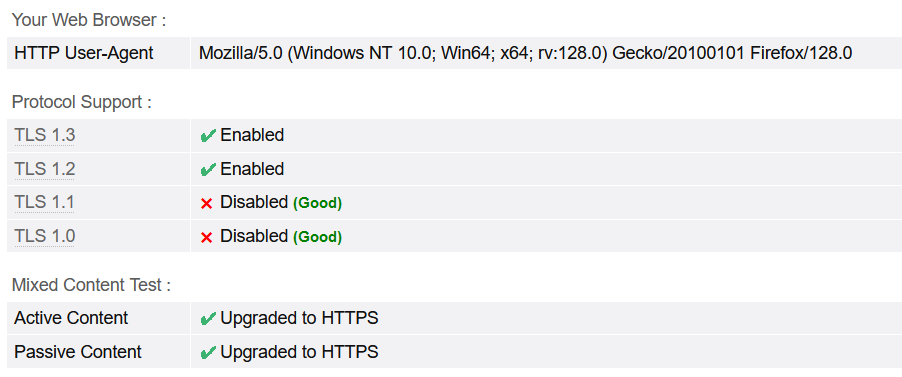 Your Web Browser :
HTTP User-Agent Mozilla/5.0 (Windows NT 10.0; Win64; x64; rv:128.0) Gecko/20100101 Firefox/128.0
Protocol Support :
TLS 1.3 ✔ Enabled
TLS 1.2 ✔ Enabled
TLS 1.1 ✕ Disabled (Good)
TLS 1.0 ✕ Disabled (Good)
Mixed Content Test :
Active Content ✔ Upgraded to HTTPS
Passive Content ✔ Upgraded to HTTPS